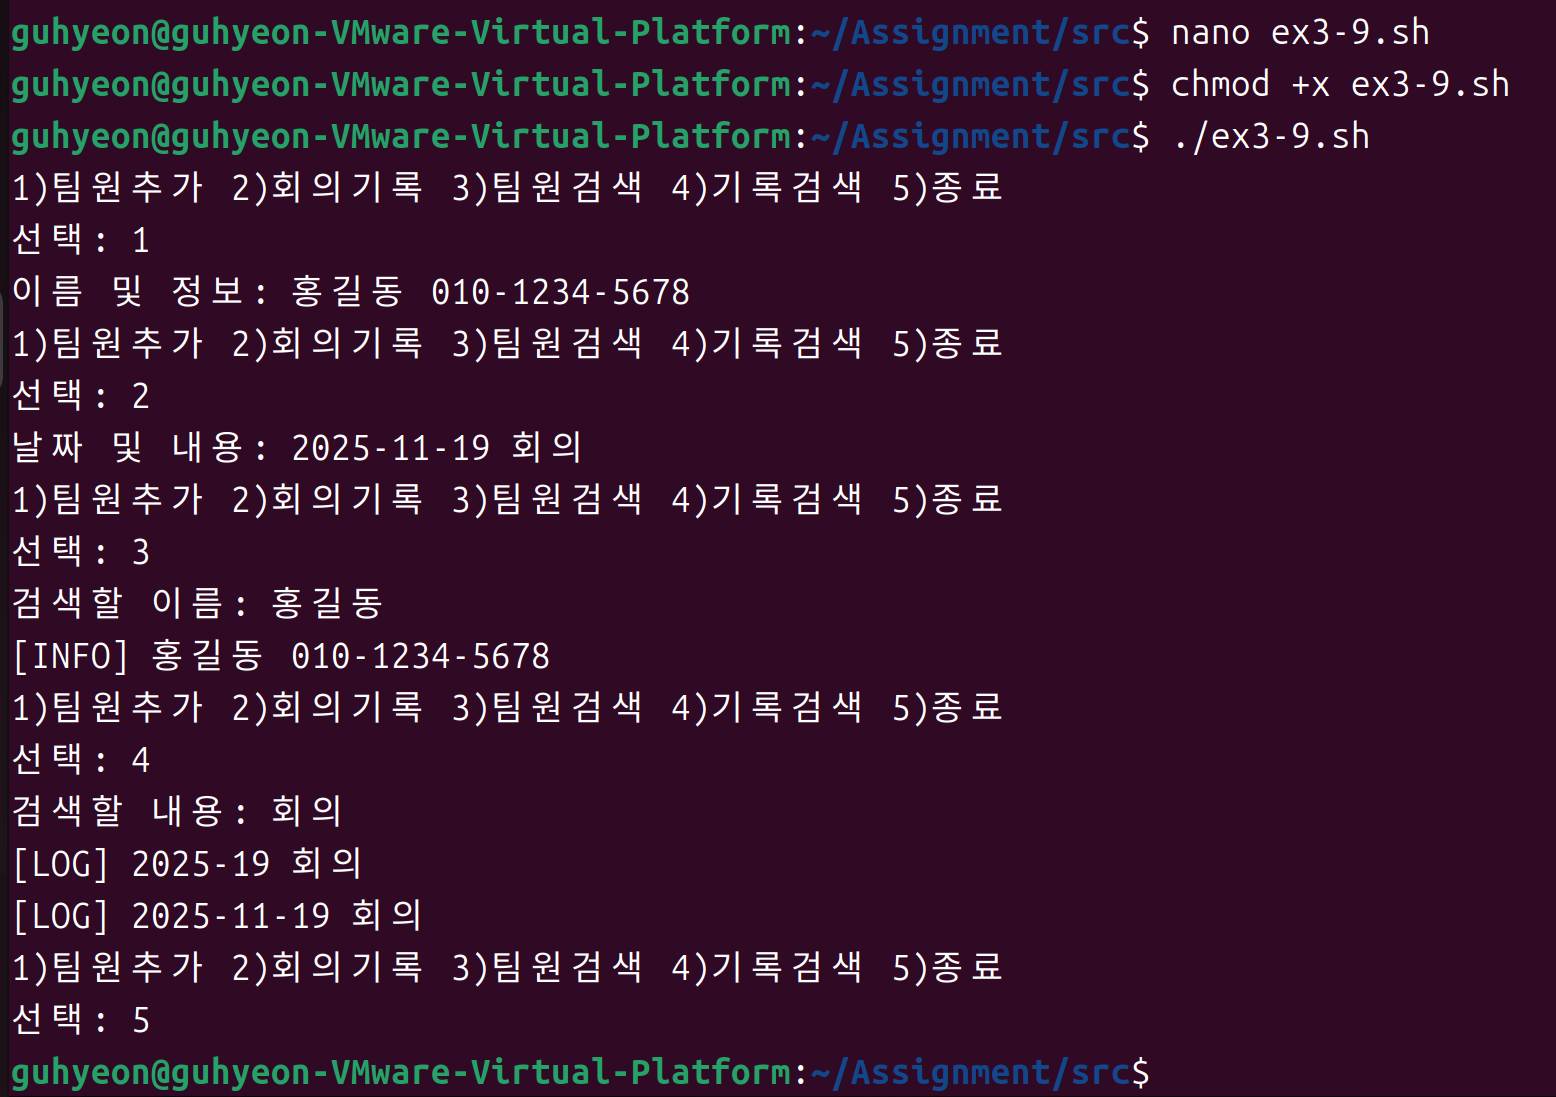 guhyeon@guhyeon-VMware-Virtual-Platform:~/Assignment/src$ nano ex3-9.sh
guhyeon@guhyeon-VMware-Virtual-Platform:~/Assignment/src$ chmod +x ex3-9.sh
guhyeon@guhyeon-VMware-Virtual-Platform:~/Assignment/src$ ./ex3-9.sh
1)팀원추가 2)회의기록 3)팀원검색 4)기록검색 5)종료
선택: 1
이름 및 정보: 홍길동 010-1234-5678
1)팀원추가 2)회의기록 3)팀원검색 4)기록검색 5)종료
선택: 2
날짜 및 내용: 2025-11-19 회의
1)팀원추가 2)회의기록 3)팀원검색 4)기록검색 5)종료
선택: 3
검색할 이름: 홍길동
[INFO] 홍길동 010-1234-5678
1)팀원추가 2)회의기록 3)팀원검색 4)기록검색 5)종료
선택: 4
검색할 내용: 회의
[LOG] 2025-19 회의
[LOG] 2025-11-19 회의
1)팀원추가 2)회의기록 3)팀원검색 4)기록검색 5)종료
선택: 5
guhyeon@guhyeon-VMware-Virtual-Platform:~/Assignment/src$